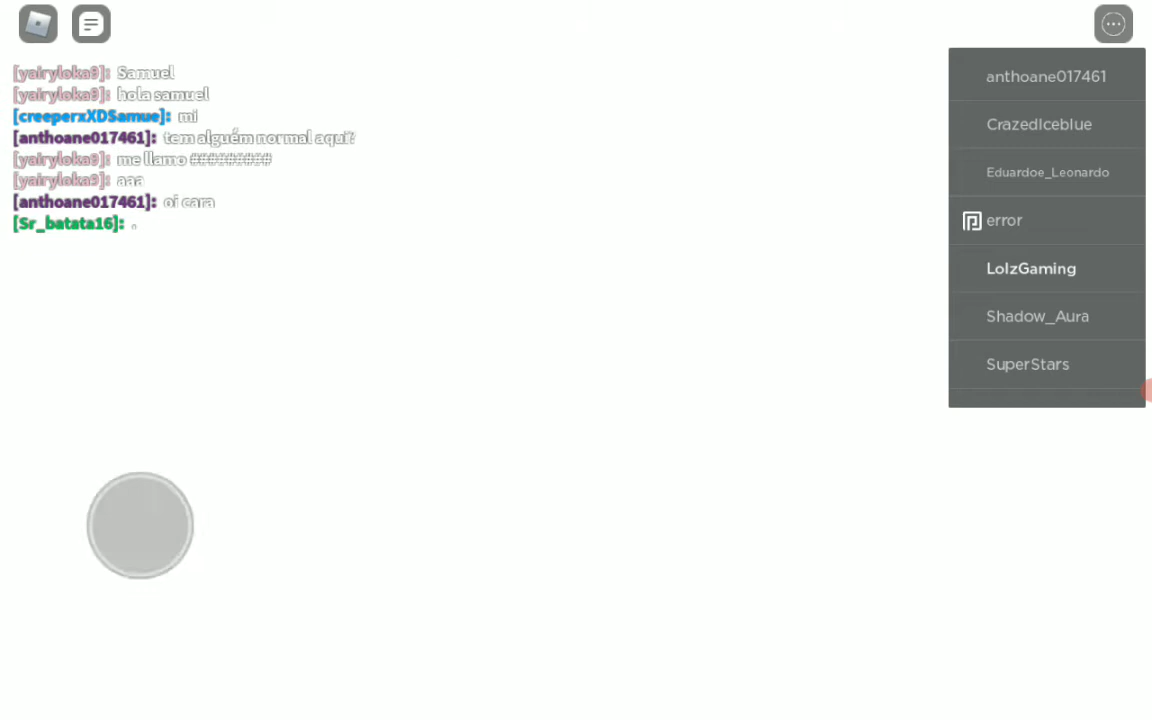 [yairyloka9]: Samuel
[yairyloka9]: hola samuel
[creeperxXDSamue]: mi
[anthoane017461]: tem alguém normal aqui?
[yairyloka9]: me llamo #########
[yairyloka9]: aaa
[anthoane017461]: oi cara
[Sr_batata16]: .
anthoane017461
CrazedIceblue
Eduardoe_Leonardo
error
LolzGaming
Shadow_Aura
SuperStars